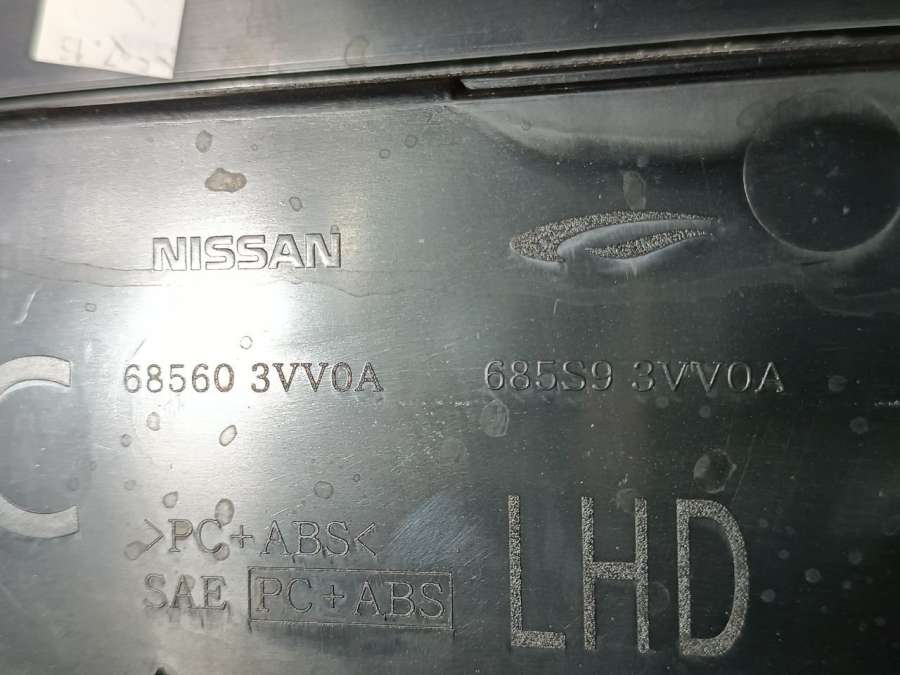 NISSAN
68560 3VV0A 685S9 3VV0A
>PC+ABS<
SAE PC+ABS
LHD
C